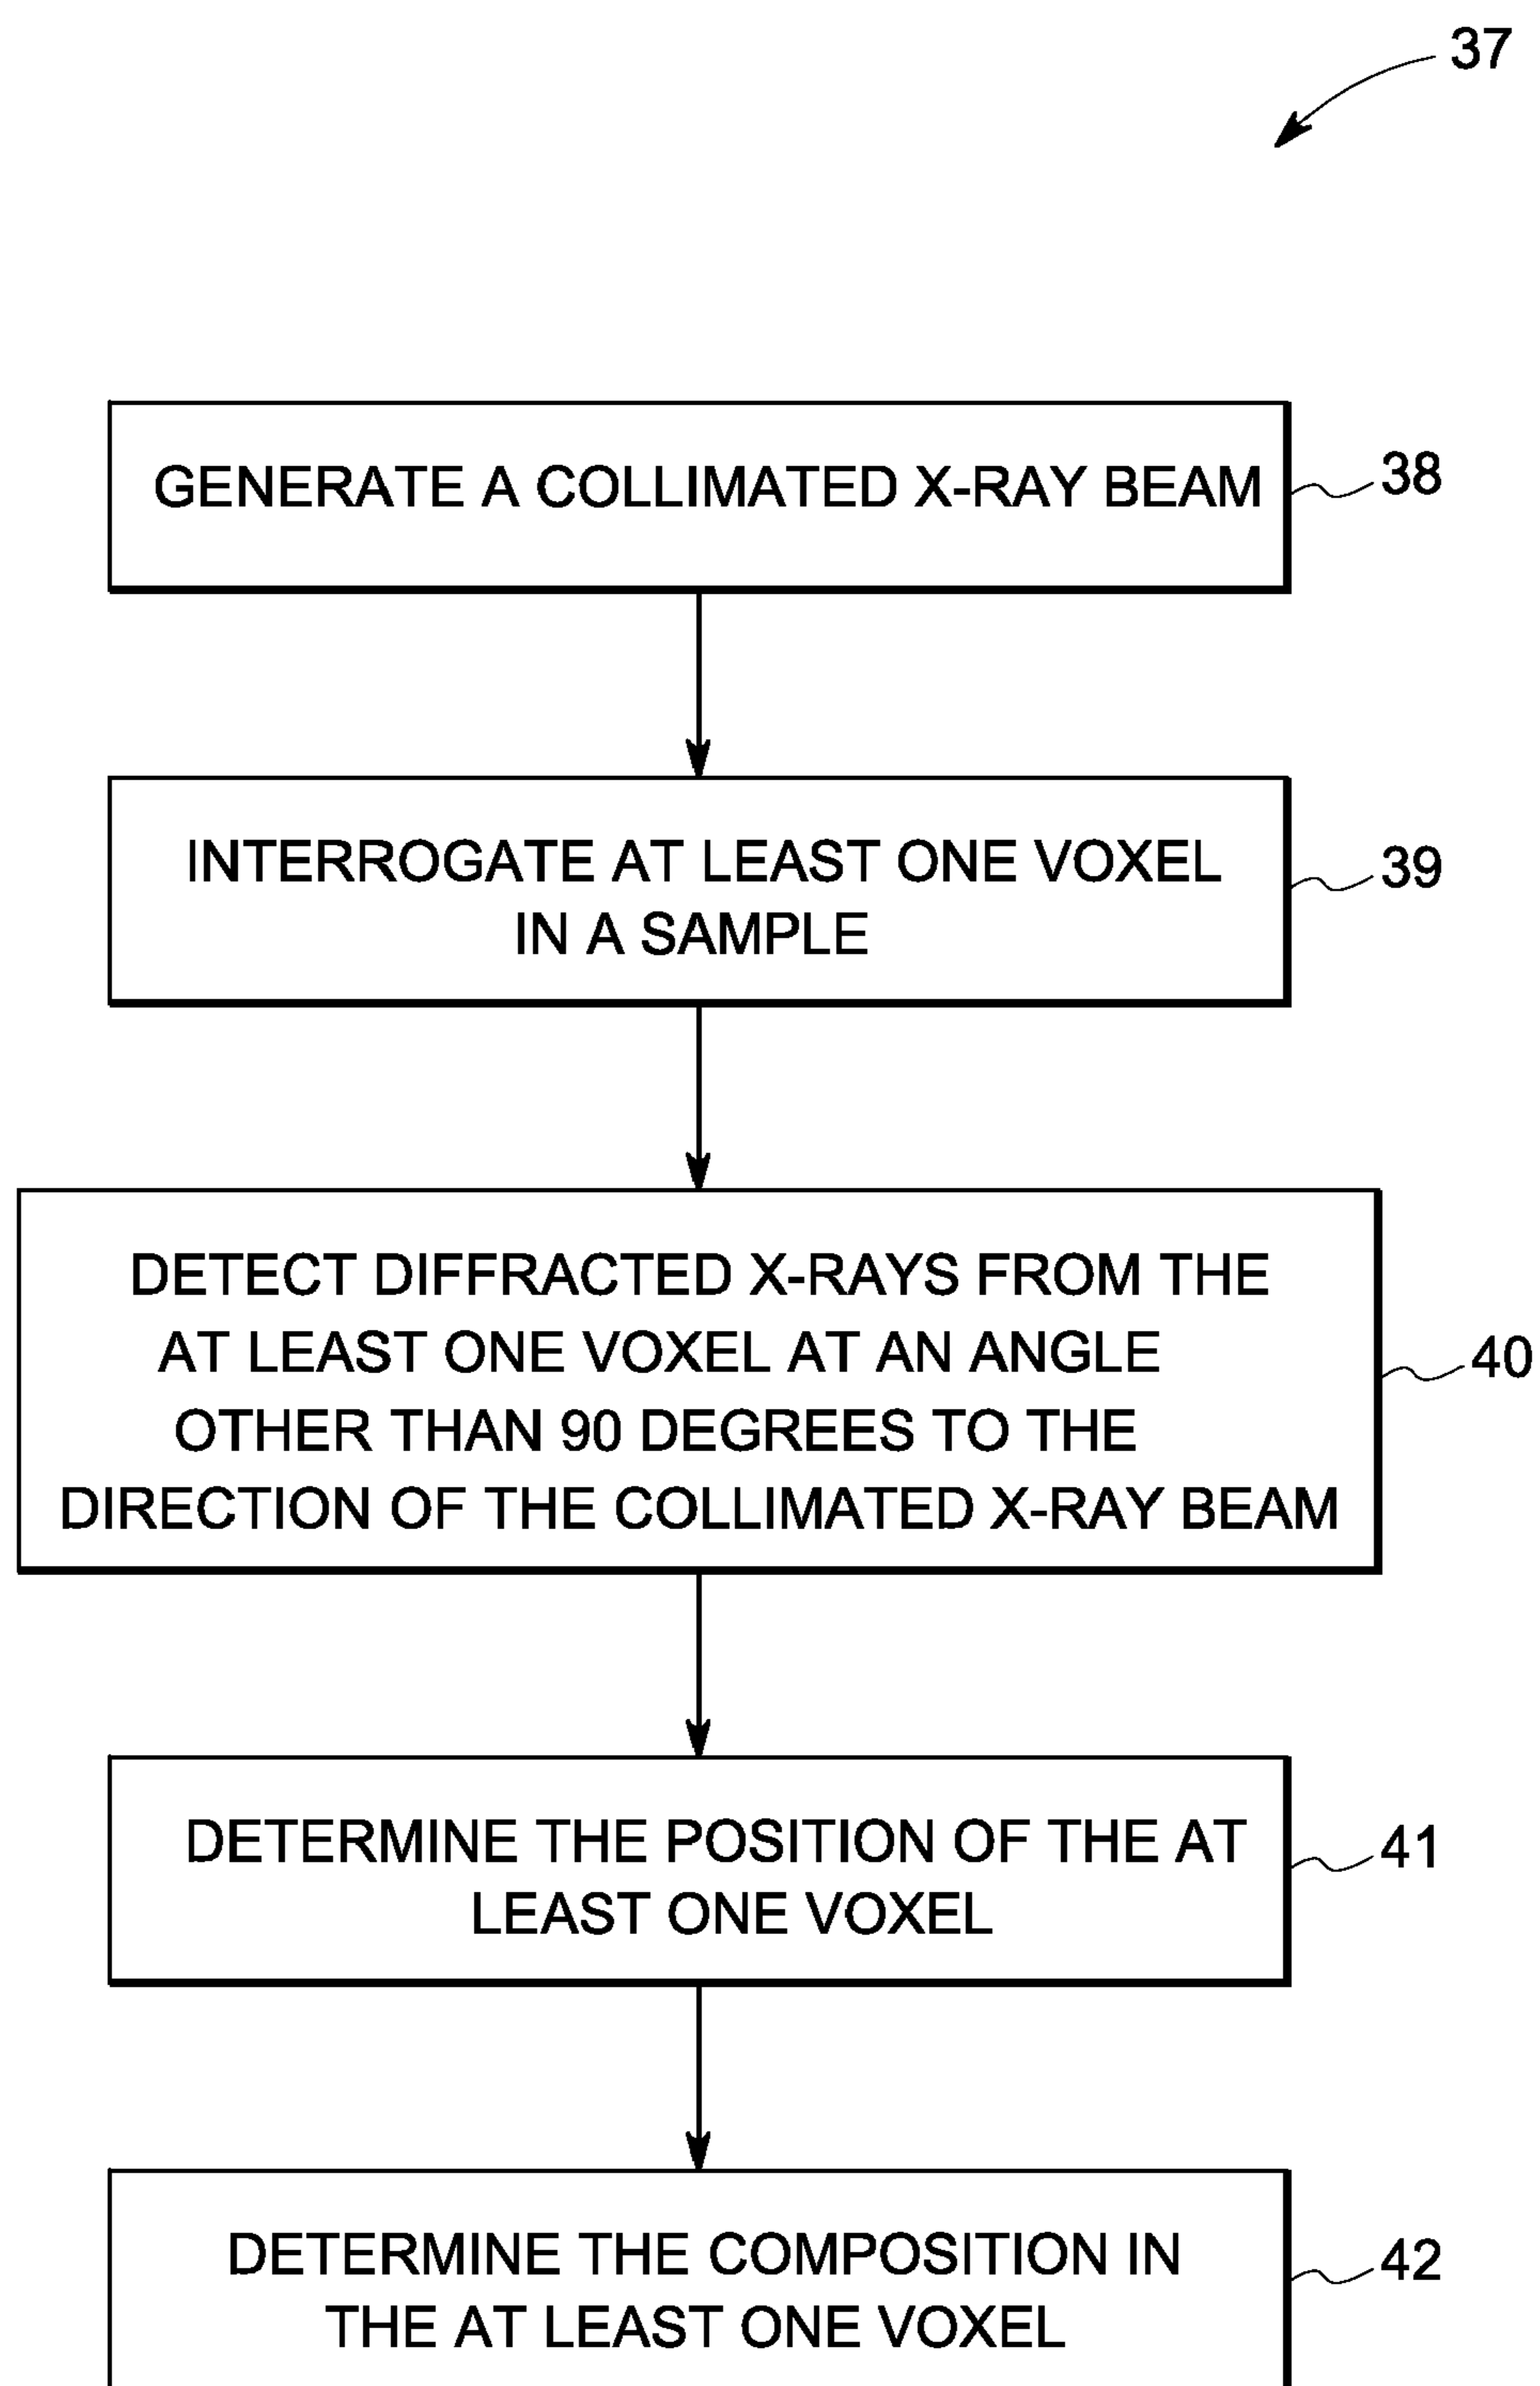 37
GENERATE A COLLIMATED X-RAY BEAM
38
INTERROGATE AT LEAST ONE VOXEL
IN A SAMPLE
39
DETECT DIFFRACTED X-RAYS FROM THE
AT LEAST ONE VOXEL AT AN ANGLE
OTHER THAN 90 DEGREES TO THE
DIRECTION OF THE COLLIMATED X-RAY BEAM
40
DETERMINE THE POSITION OF THE AT
LEAST ONE VOXEL
41
DETERMINE THE COMPOSITION IN
THE AT LEAST ONE VOXEL
42